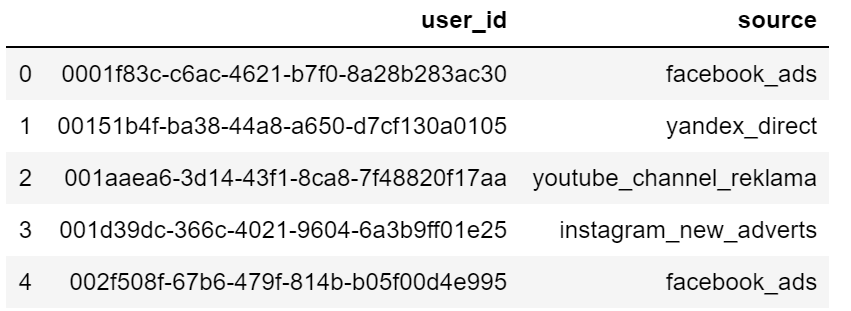 user_id source
0 0001f83c-c6ac-4621-b7f0-8a28b283ac30 facebook_ads
1 00151b4f-ba38-44a8-a650-d7cf130a0105 yandex_direct
2 001aaea6-3d14-43f1-8ca8-7f48820f17aa youtube_channel_reklama
3 001d39dc-366c-4021-9604-6a3b9ff01e25 instagram_new_adverts
4 002f508f-67b6-479f-814b-b05f00d4e995 facebook_ads